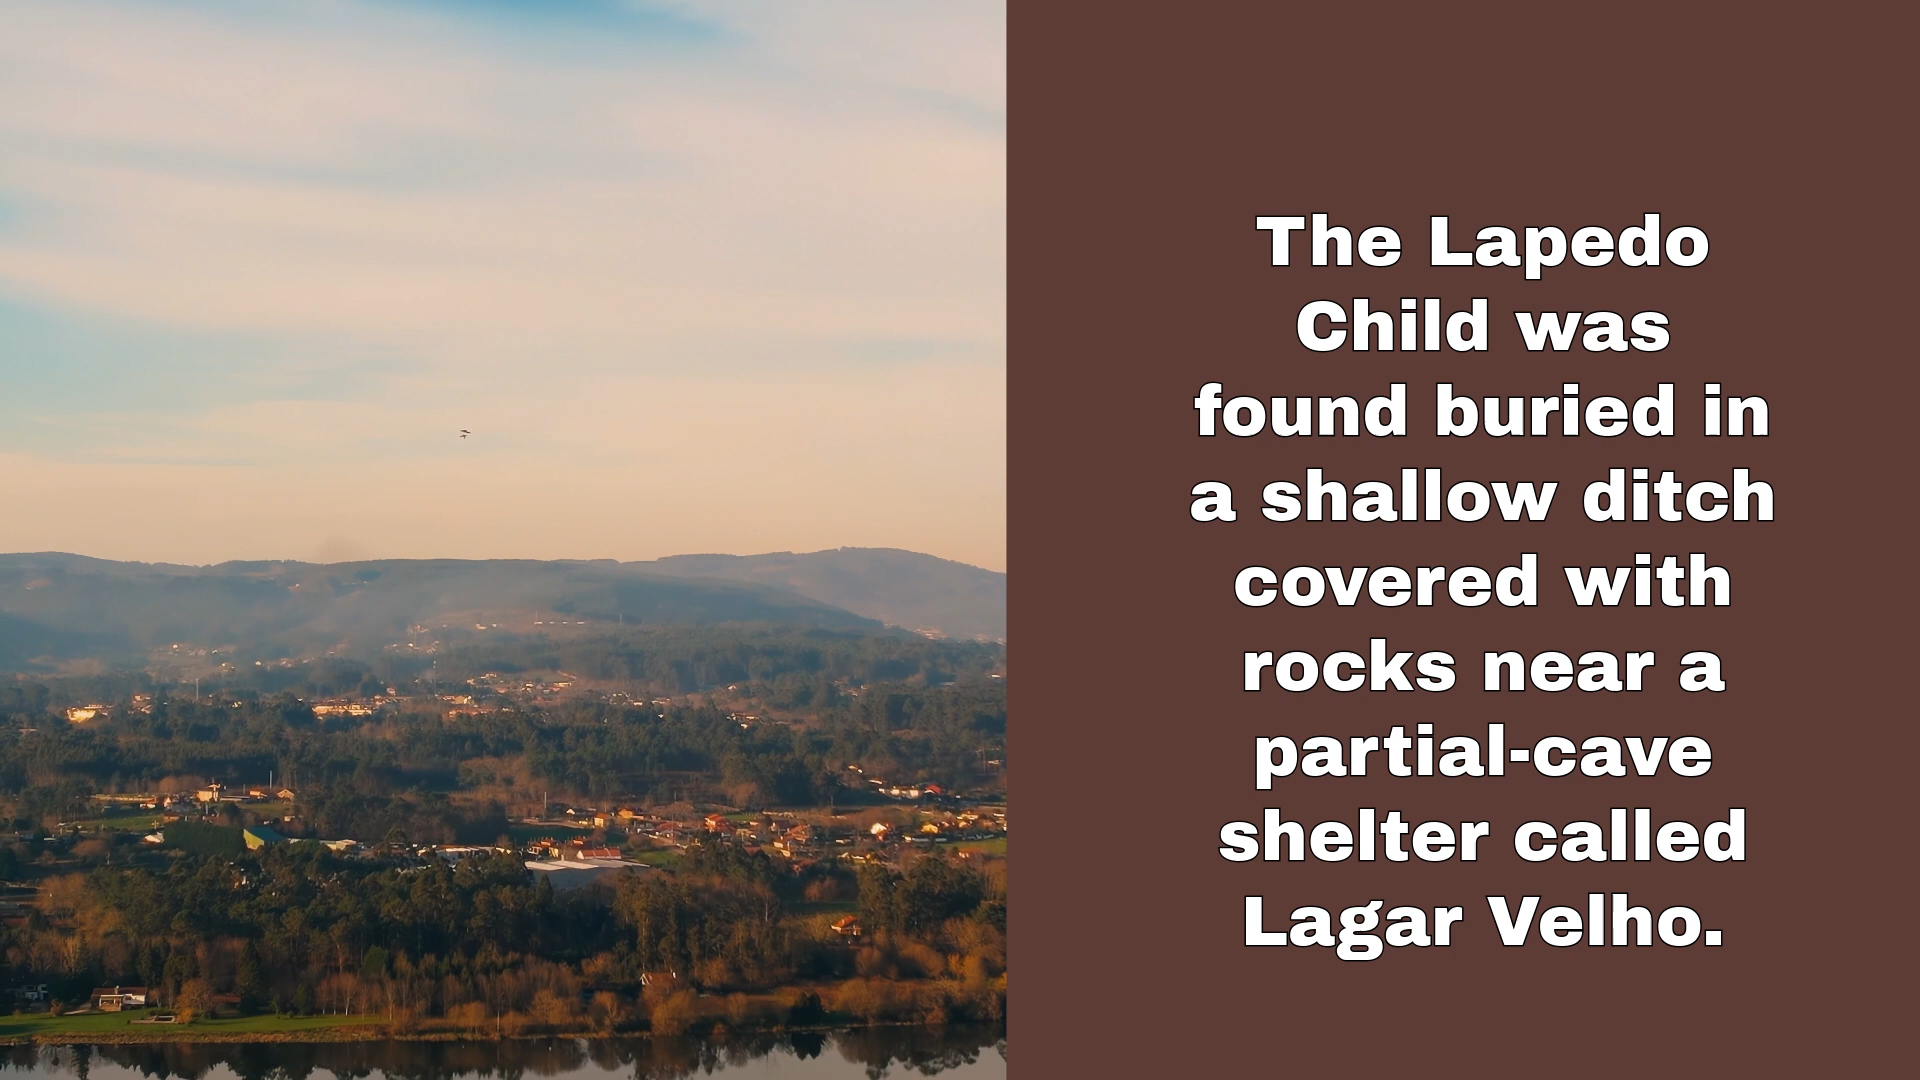 The Lapedo
Child was
found buried in
a shallow ditch
covered with
rocks near a
partial-cave
shelter called
Lagar Velho.